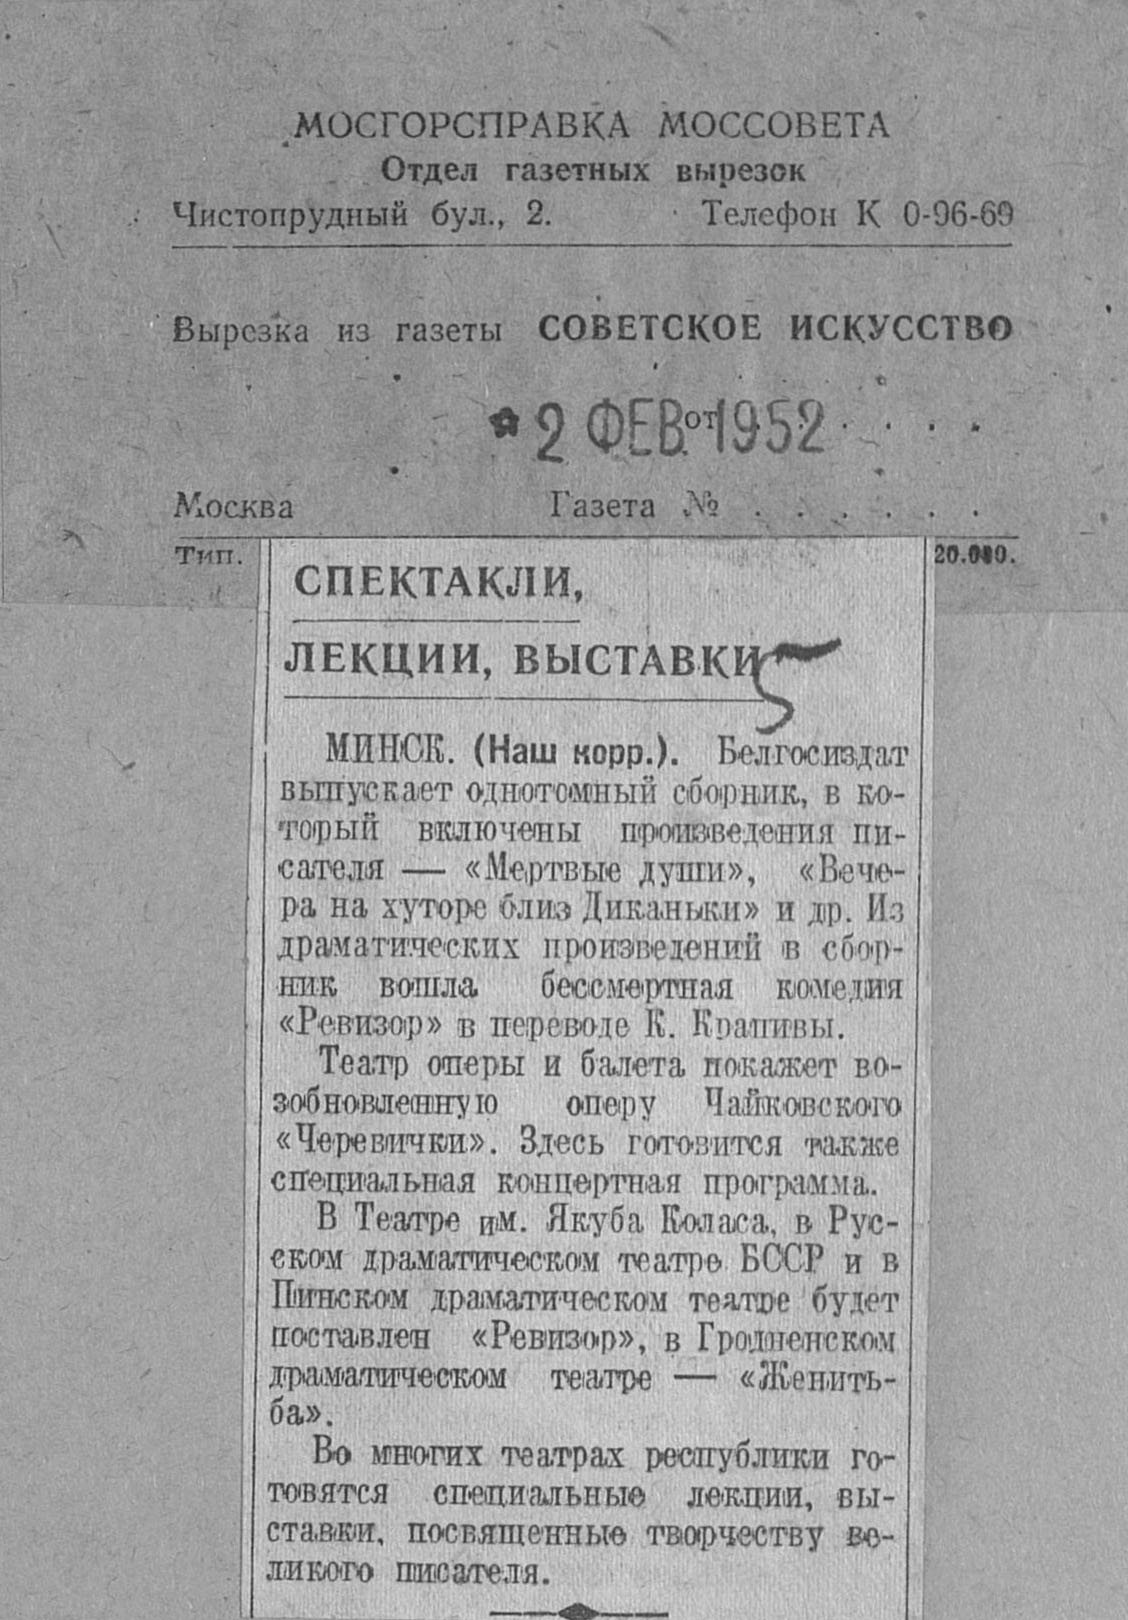 МОСГОРСПРАВКА МОССОВЕТА
Отдел газетных вырезок
Чистопрудный бул., 2. Телефон К 0-96-69
Вырезка из газеты СОВЕТСКОЕ ИСКУССТВО
* 2 ФЕВ. от 1952 . . . .
Москва Газета № . . . . . .
Тип. 20.000.
СПЕКТАКЛИ,
ЛЕКЦИИ, ВЫСТАВКИ
5
МИНСК. (Наш корр.). Белгосиздат
выпускает однотомный сборник, в ко-
торый включены произведения пи-
сателя — «Мертвые души», «Вече-
ра на хуторе близ Диканьки» и др. Из
драматических произведений в сбор-
ник вошла бессмертная комедия
«Ревизор» в переводе К. Крапивы.
Театр оперы и балета покажет во-
зобновленную оперу Чайковского
«Черевички». Здесь готовится также
специальная концертная программа.
В Театре им. Якуба Коласа, в Рус-
ском драматическом театре БССР и в
Пинском драматическом театре будет
поставлен «Ревизор», в Гродненском
драматическом театре — «Женить-
ба».
Во многих театрах республики го-
товятся специальные лекции, вы-
ставки, посвященные творчеству ве-
ликого писателя.